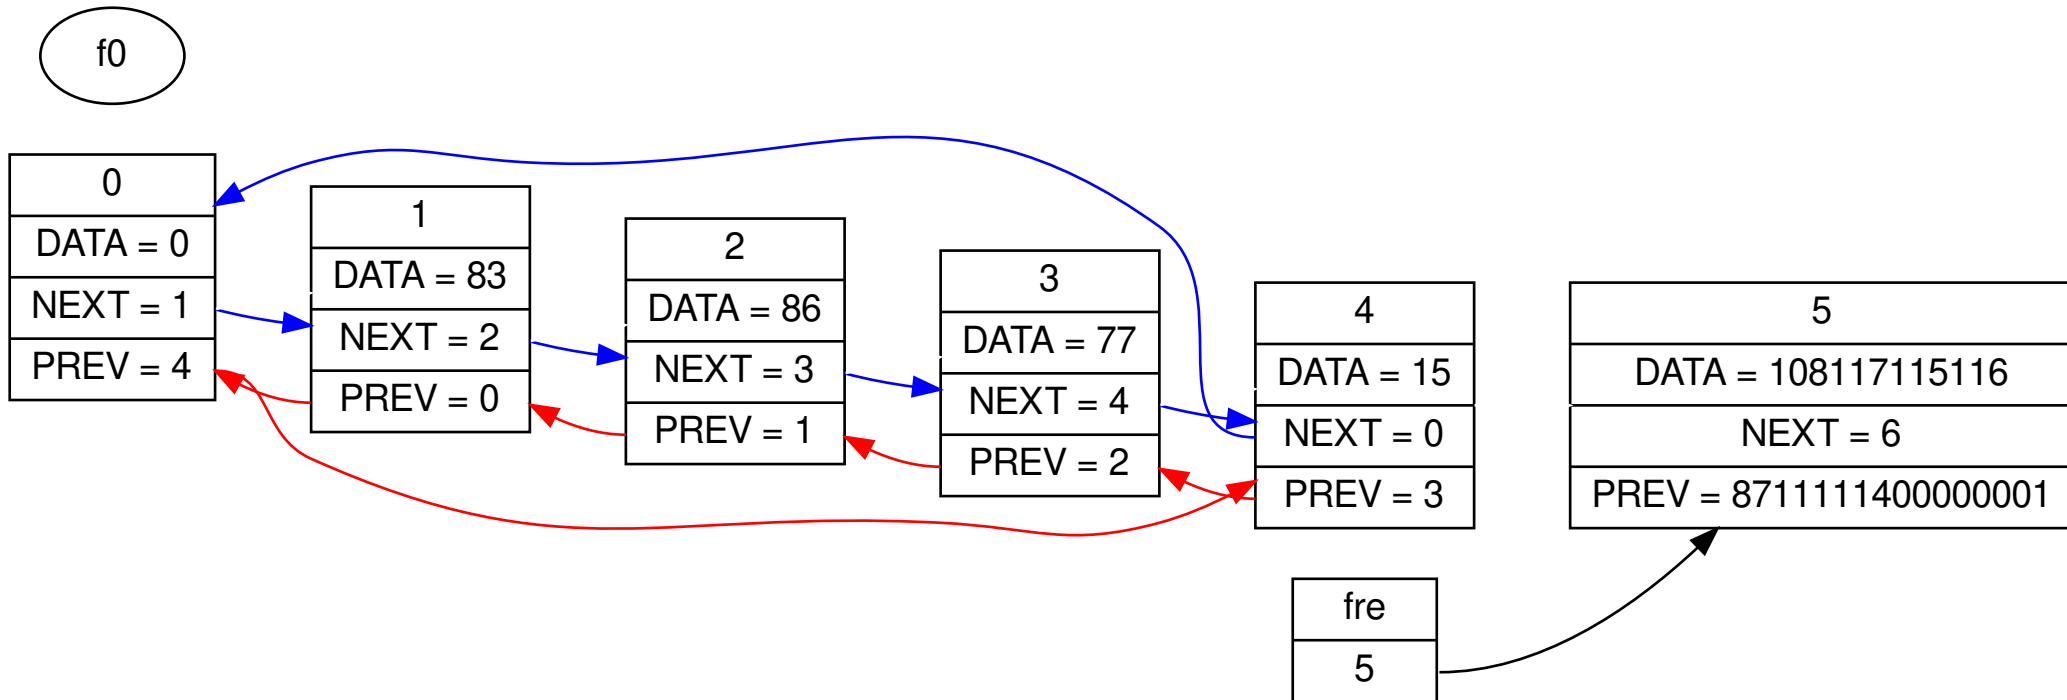 f0
0
DATA = 0
NEXT = 1
PREV = 4
1
DATA = 83
NEXT = 2
PREV = 0
2
DATA = 86
NEXT = 3
PREV = 1
3
DATA = 77
NEXT = 4
PREV = 2
4
DATA = 15
NEXT = 0
PREV = 3
5
DATA = 108117115116
NEXT = 6
PREV = 8711111400000001
fre
5